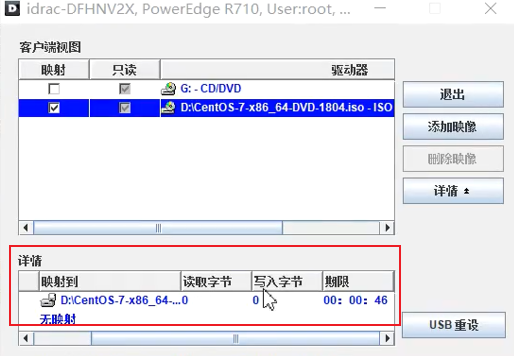 idrac-DFHNV2X, PowerEdge R710, User:root, ...
客户端视图
映射 只读 驱动器
G: - CD/DVD
D:\CentOS-7-x86_64-DVD-1804.iso - ISO
退出
添加映像
删除映像
详情
详情
映射到 读取字节 写入字节 期限
D:\CentOS-7-x86_64-... 0 0 00: 00: 46
无映射
USB 重设